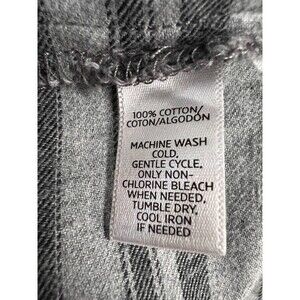 100% COTTON/
COTON/ALGODÓN
MACHINE WASH
COLD,
GENTLE CYCLE,
ONLY NON-
CHLORINE BLEACH
WHEN NEEDED,
TUMBLE DRY,
COOL IRON
IF NEEDED